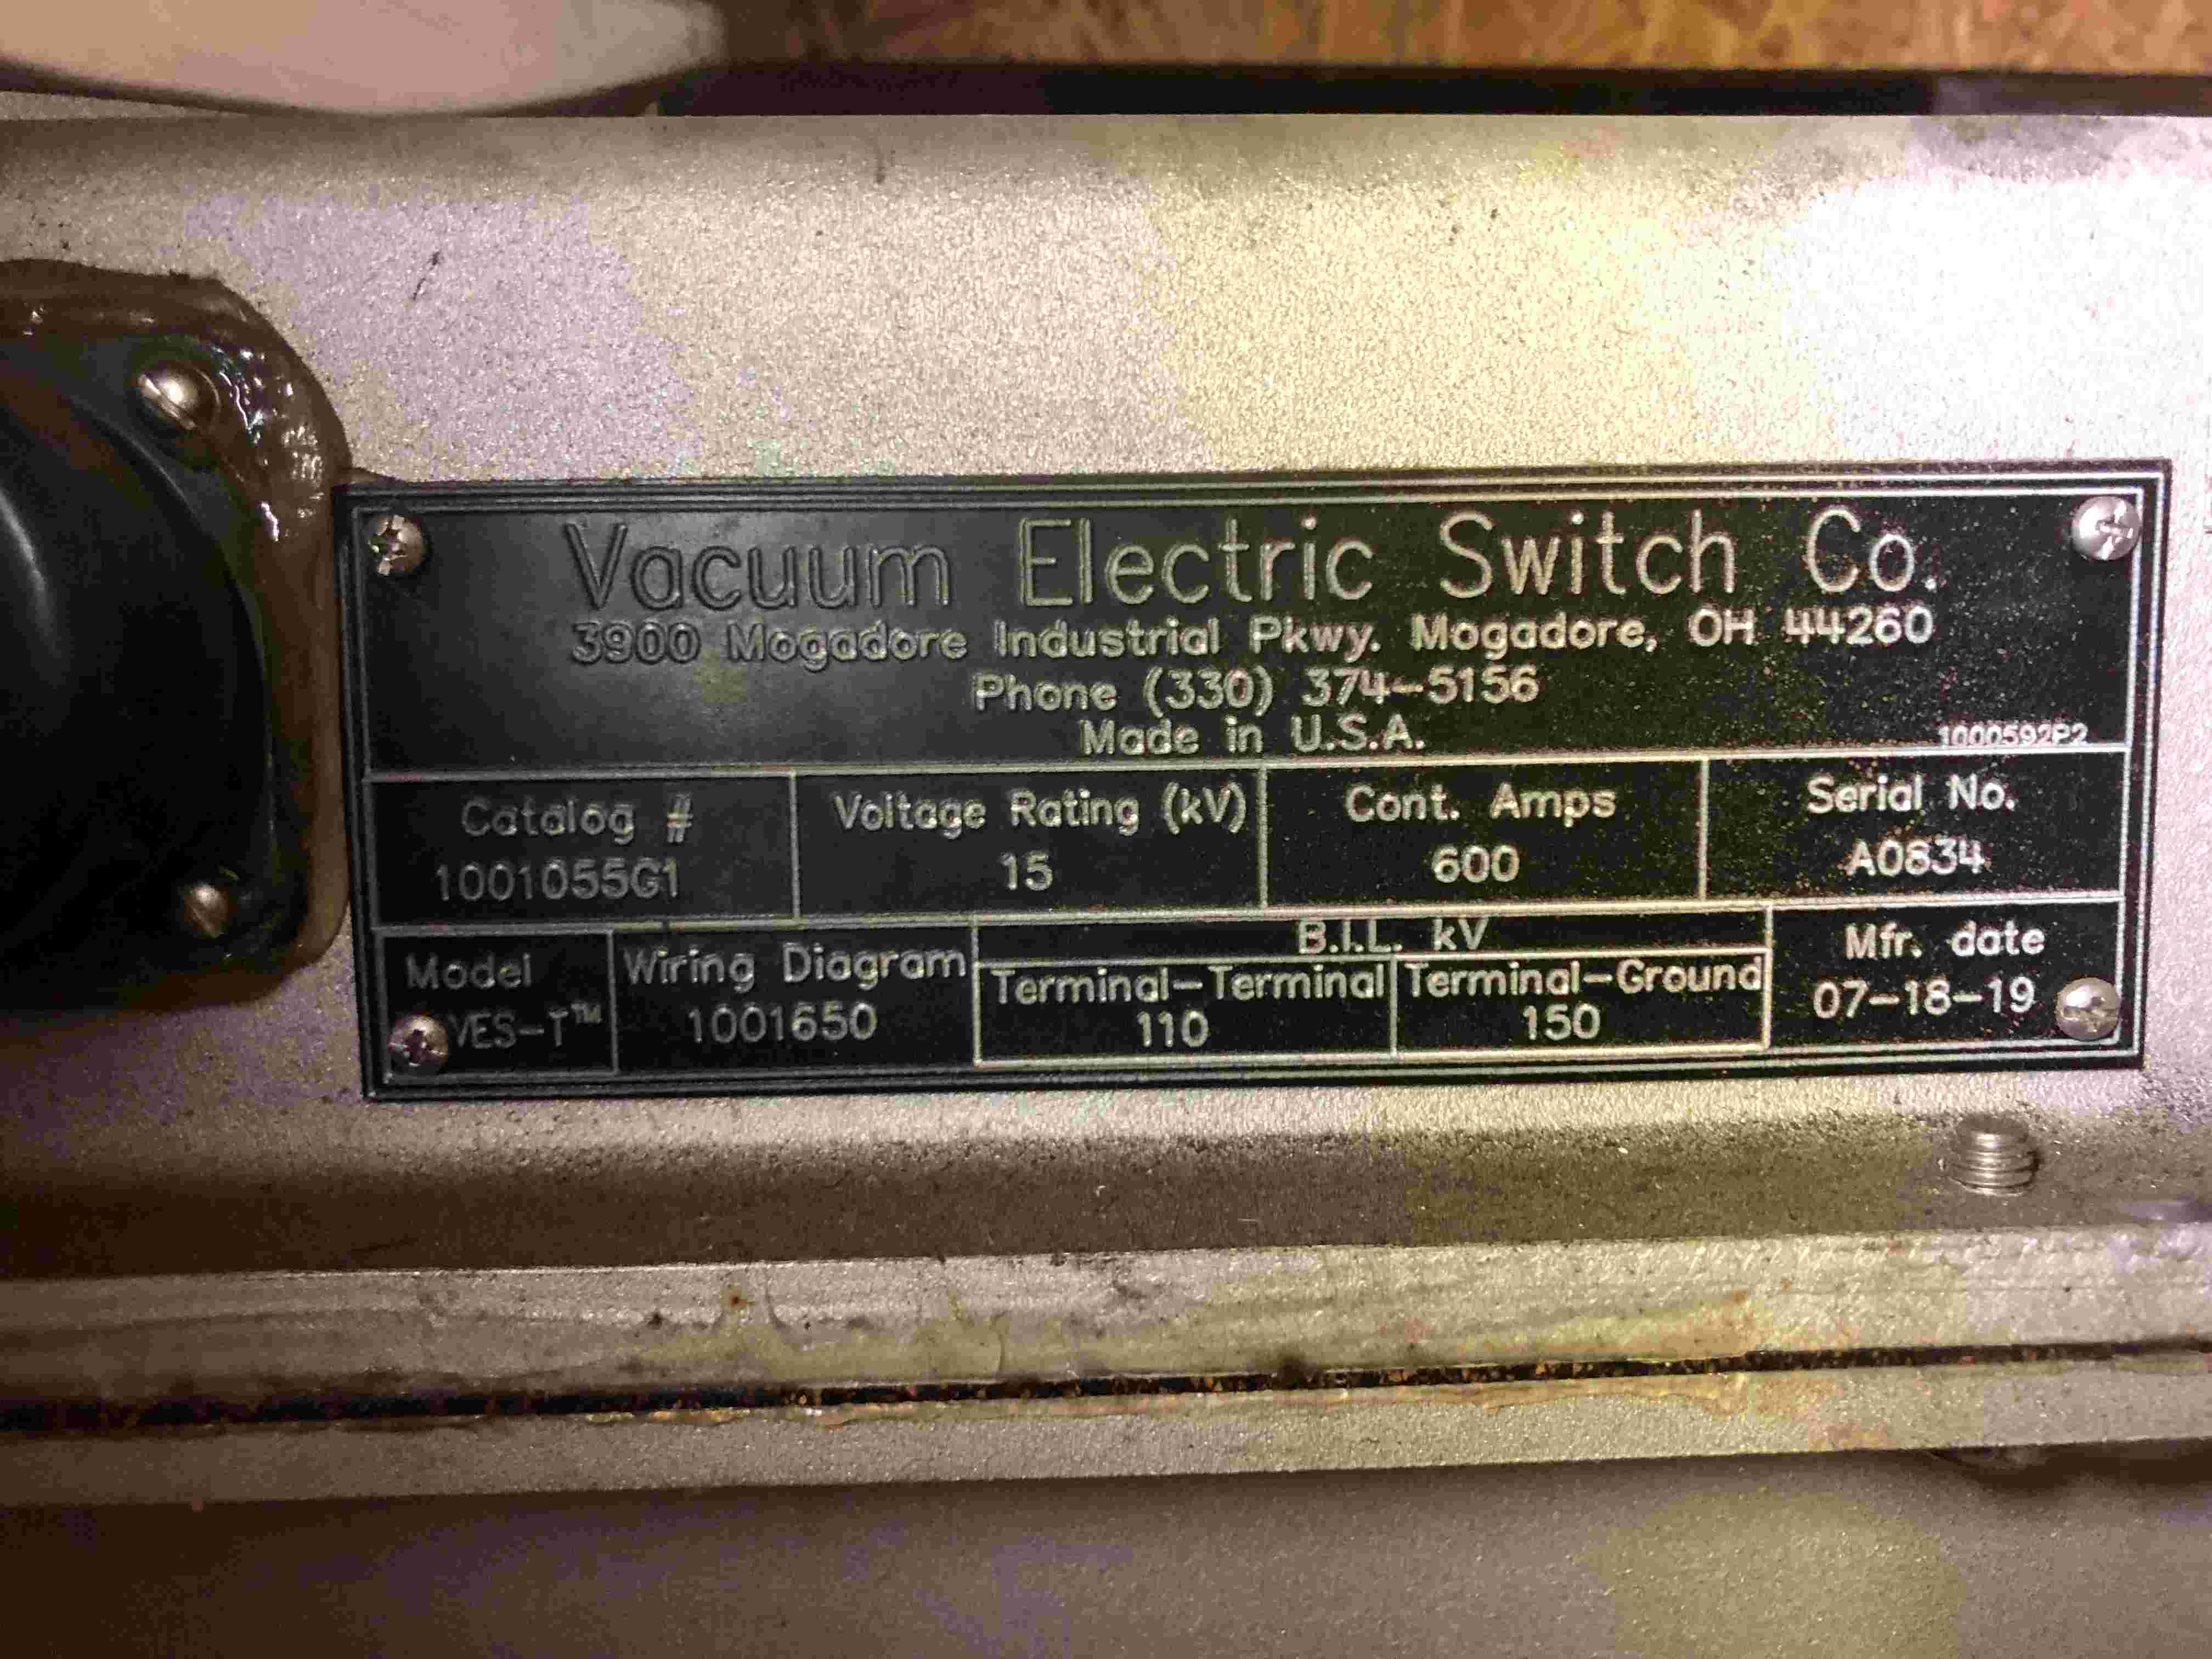 Vacuum Electric Switch Co.
3900 Mogadore Industrial Pkwy. Mogadore, OH 44260
Phone (330) 374-5156
Made in U.S.A.
1000592P2
Catalog #
1001055G1
Voltage Rating (kV)
15
Cont. Amps
600
Serial No.
A0834
Model
VES-T™
Wiring Diagram
1001650
B.I.L. kV
Terminal-Terminal
110
Terminal-Ground
150
Mfr. date
07-18-19